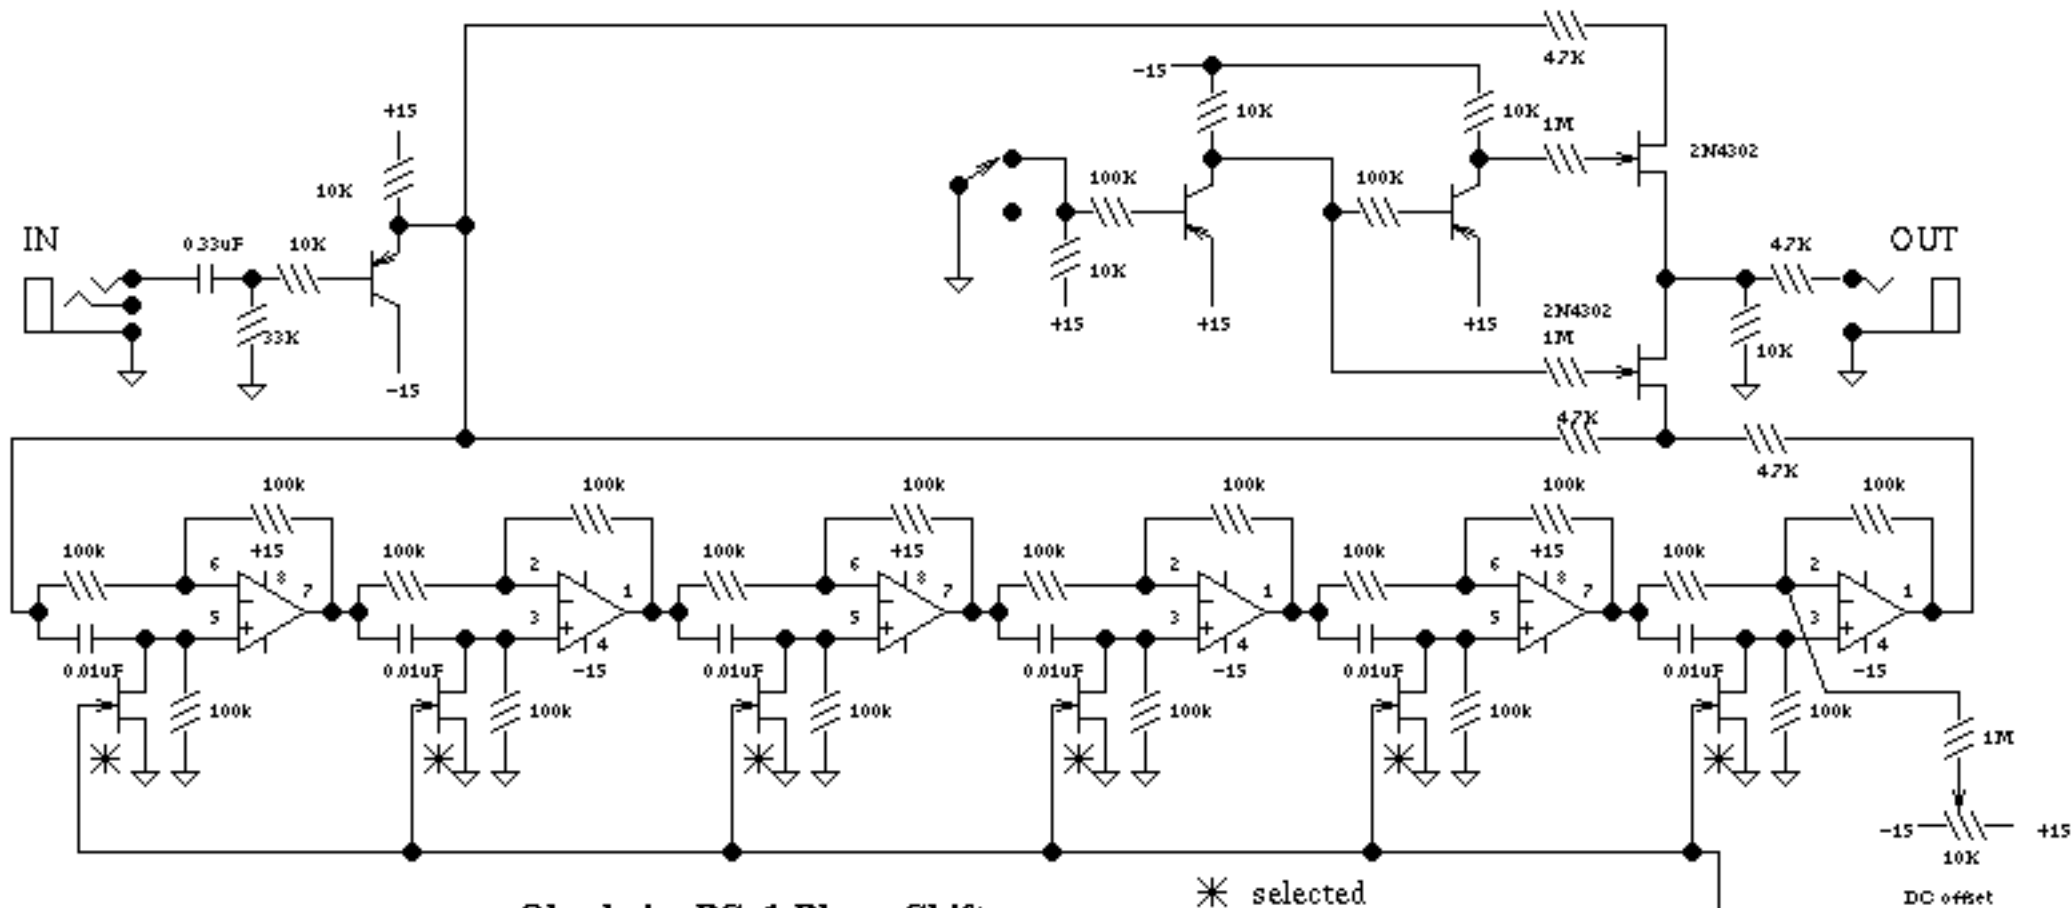 47K
-15
+15
10K
10K
1M
2N4302
10K
100K
100K
IN
0.33uF
10K
47K
OUT
10K
33K
+15
+15
+15
2N4302
1M
10K
-15
47K
47K
100k
100k
100k
100k
100k
100k
100k
6
+15
8
7
100k
2
1
100k
6
+15
8
7
100k
2
1
100k
6
+15
8
7
100k
2
1
5
3
5
3
5
3
0.01uF
0.01uF
4
-15
0.01uF
0.01uF
4
-15
0.01uF
0.01uF
4
-15
100k
100k
100k
100k
100k
100k
1M
-15
+15
10K
selected
DC offset